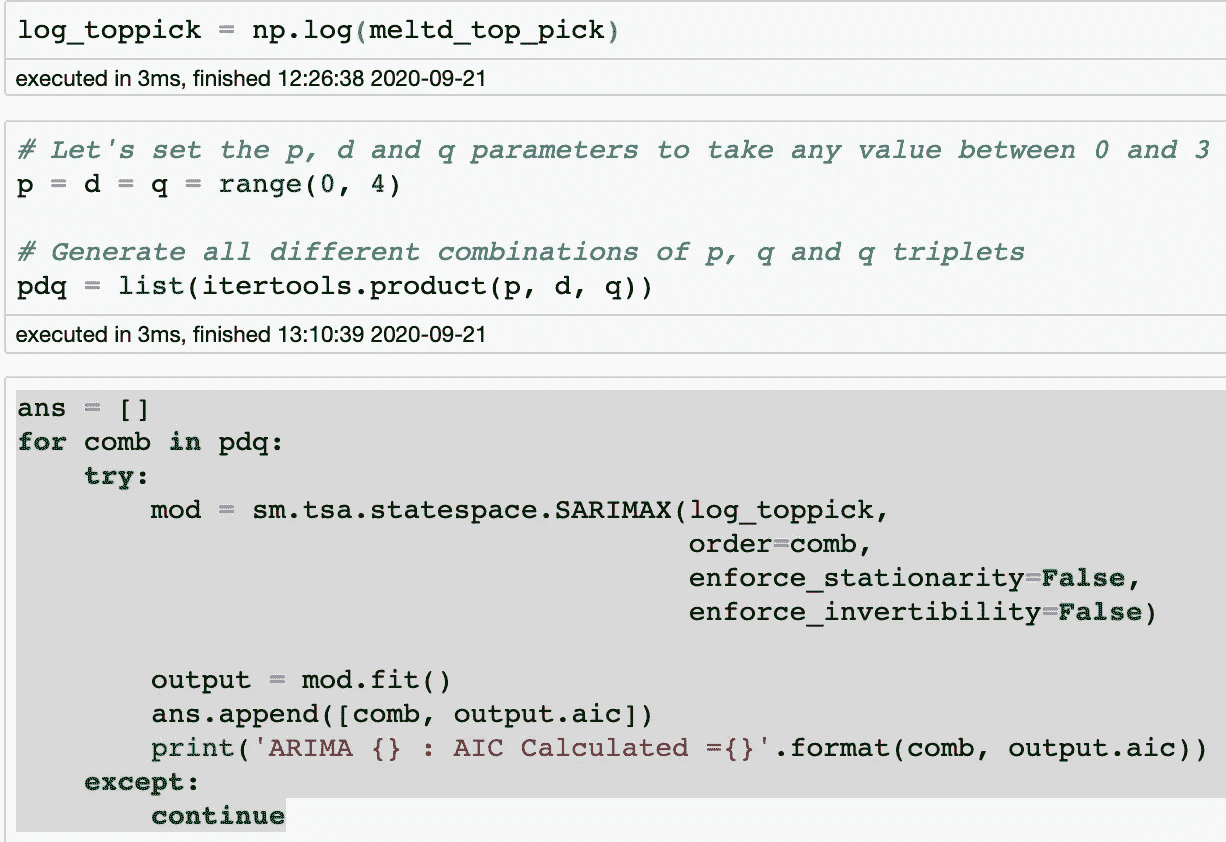 log_toppick = np.log(meltd_top_pick)
executed in 3ms, finished 12:26:38 2020-09-21
# Let's set the p, d and q parameters to take any value between 0 and 3
p = d = q = range(0, 4)
# Generate all different combinations of p, q and q triplets
pdq = list(itertools.product(p, d, q))
executed in 3ms, finished 13:10:39 2020-09-21
ans = []
for comb in pdq:
    try:
        mod = sm.tsa.statespace.SARIMAX(log_toppick,
                                        order=comb,
                                        enforce_stationarity=False,
                                        enforce_invertibility=False)
        output = mod.fit()
        ans.append([comb, output.aic])
        print('ARIMA {} : AIC Calculated ={}'.format(comb, output.aic))
    except:
        continue